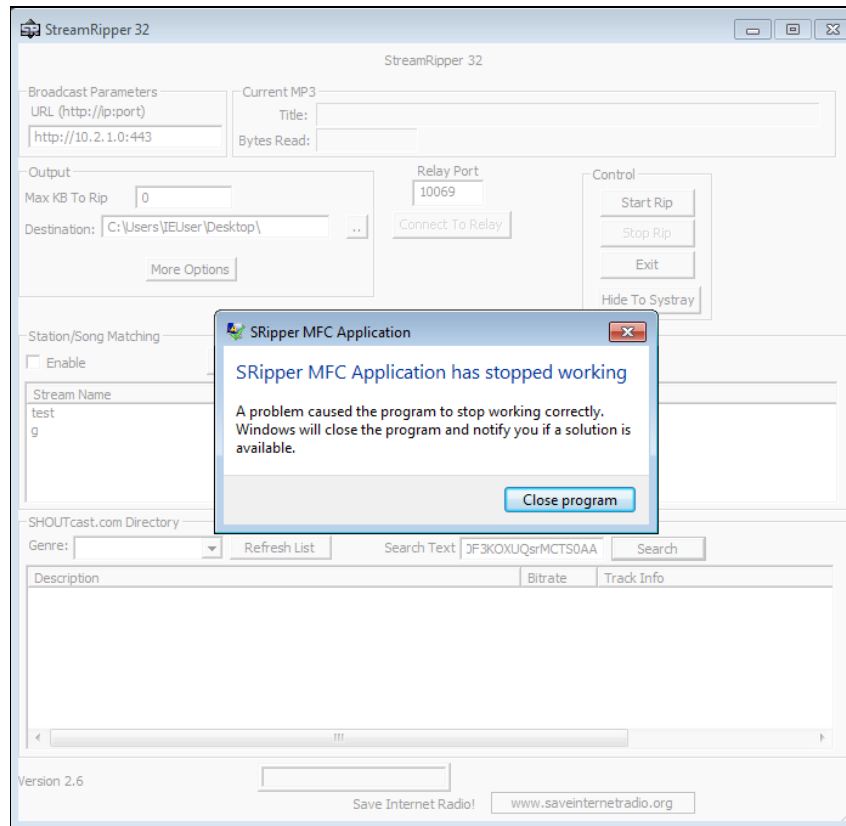 StreamRipper 32
StreamRipper 32
Broadcast Parameters
URL (http://ip:port)
http://10.2.1.0:443
Current MP3
Title:
Bytes Read:
Output
Max KB To Rip 0
Destination: C:\Users\IEUser\Desktop\ ..
More Options
Relay Port
10069
Connect To Relay
Control
Start Rip
Stop Rip
Exit
Hide To Systray
Station/Song Matching
Enable
Stream Name
test
g
SRipper MFC Application
SRipper MFC Application has stopped working
A problem caused the program to stop working correctly.
Windows will close the program and notify you if a solution is
available.
Close program
SHOUTcast.com Directory
Genre: Refresh List Search Text Search
Description Bitrate Track Info
Version 2.6
Save Internet Radio! www.saveinternetradio.org